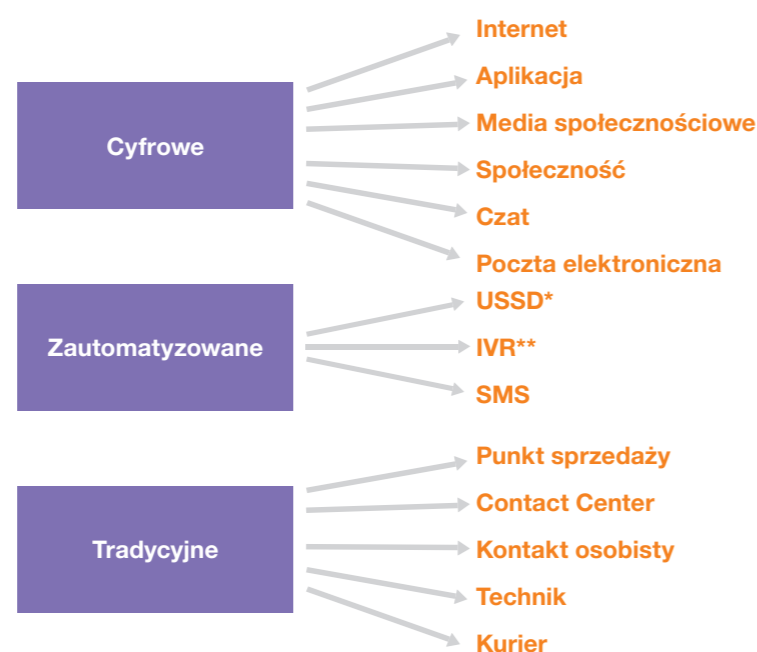 Cyfrowe
Internet
Aplikacja
Media społecznościowe
Społeczność
Czat
Poczta elektroniczna
Zautomatyzowane
USSD*
IVR**
SMS
Tradycyjne
Punkt sprzedaży
Contact Center
Kontakt osobisty
Technik
Kurier